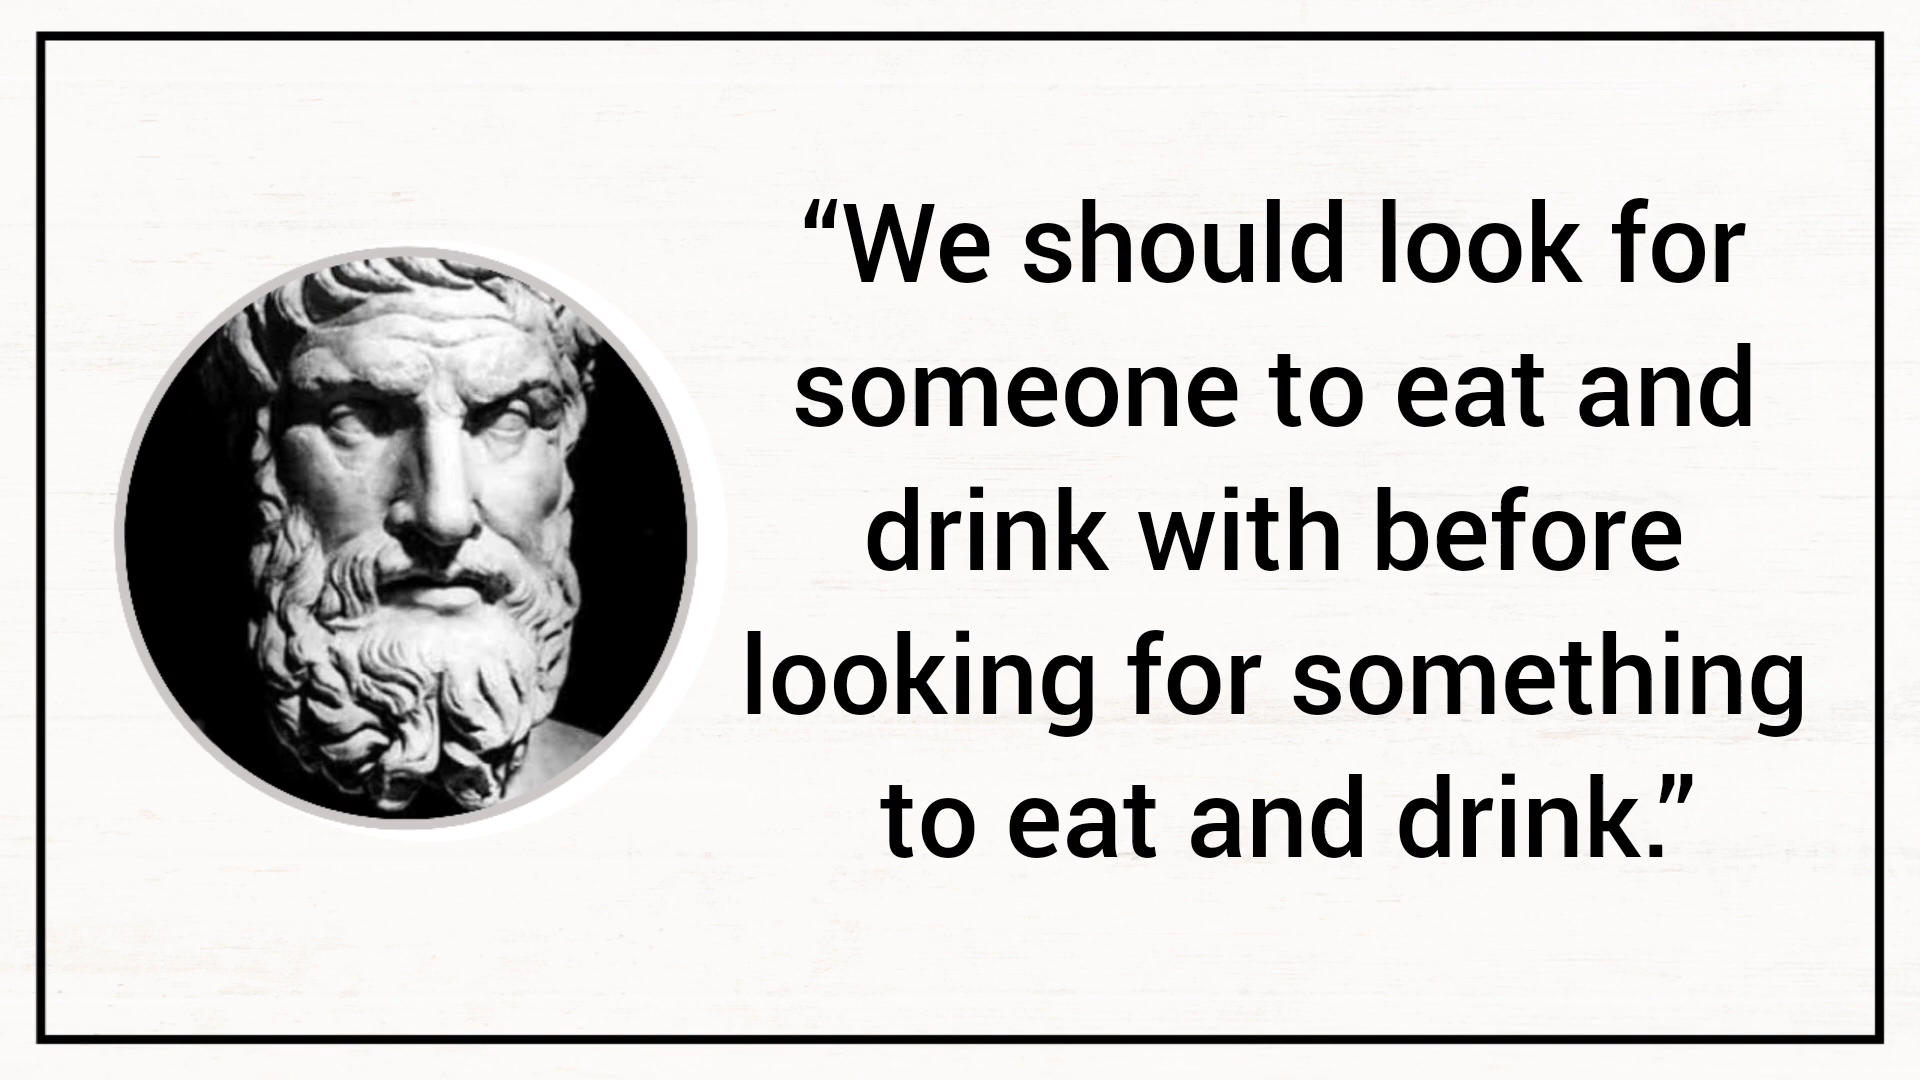 “We should look for
someone to eat and
drink with before
looking for something
to eat and drink.”